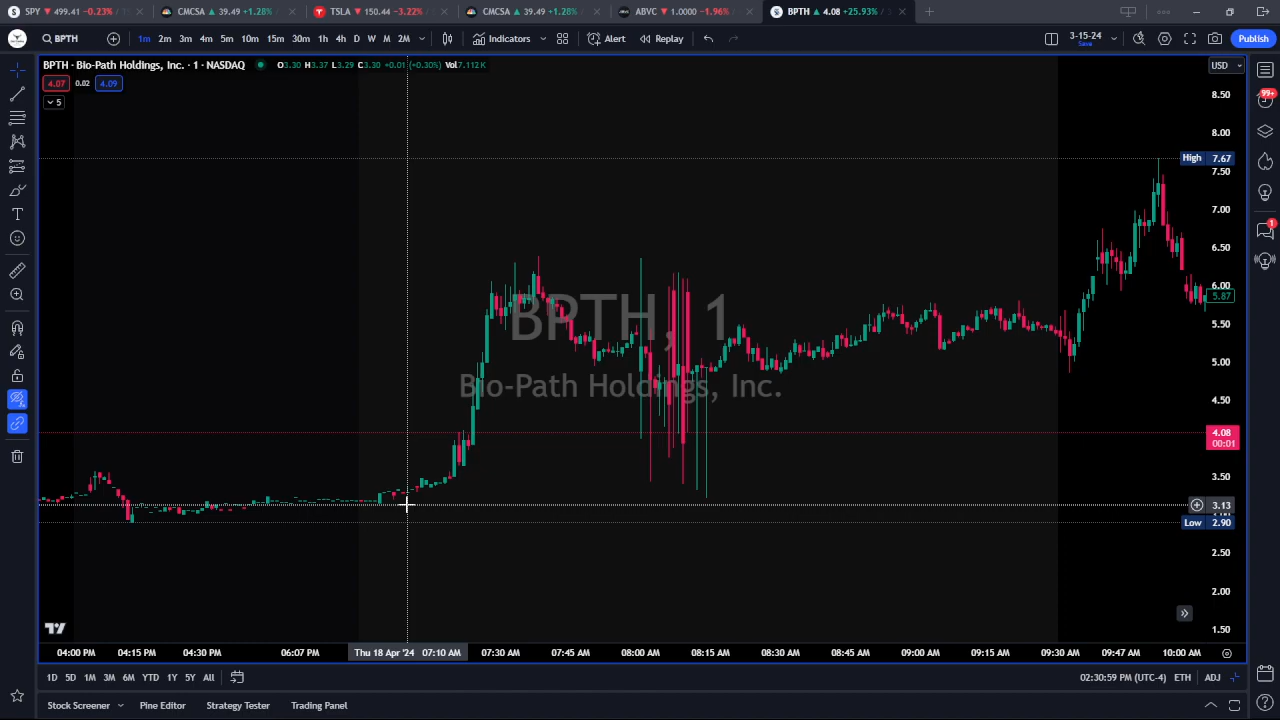 SPY ▼ 499.41 −0.23% / 3
CMCSA ▲ 39.49 +1.28%
TSLA ▼ 150.44 −3.22%
CMCSA ▲ 39.49 +1.28%
ABVC ▼ 1.0000 −1.96%
BPTH ▲ 4.08 +25.93%
BPTH
1m 2m 3m 4m 5m 10m 15m 30m 1h 4h D W M 2M
Indicators
Alert
Replay
3-15-24
Save
Publish
BPTH · Bio-Path Holdings, Inc. · 1 · NASDAQ
O3.30 H3.37 L3.29 C3.30 +0.01 (+0.30%) Vol7.112K
USD
4.07 0.02 4.09
5
99+
1
8.50
8.00
High 7.67
7.50
7.00
6.50
6.00
5.87
5.50
5.00
4.50
4.08
00:01
3.50
3.13
Low 2.90
2.50
2.00
1.50
BPTH, 1
Bio-Path Holdings, Inc.
04:00 PM 04:15 PM 04:30 PM 06:07 PM Thu 18 Apr '24 07:10 AM 07:30 AM 07:45 AM 08:00 AM 08:15 AM 08:30 AM 08:45 AM 09:00 AM 09:15 AM 09:30 AM 09:47 AM 10:00 AM
1D 5D 1M 3M 6M YTD 1Y 5Y All
02:30:59 PM (UTC-4) ETH ADJ
Stock Screener Pine Editor Strategy Tester Trading Panel